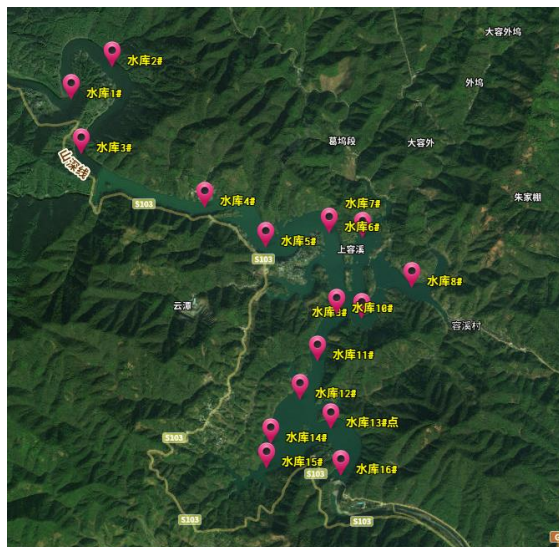 大容外坞
水库2#
外坞
水库1#
葛坞段
大容外
水库3#
山深线
朱家棚
水库4#
S103
水库7#
水库6#
水库5#
上容溪
S103
水库8#
云潭
水库9#
水库10#
容溪村
水库11#
水库12#
水库13#点
S103
水库14#
水库15#
水库16#
S103
S103
S103